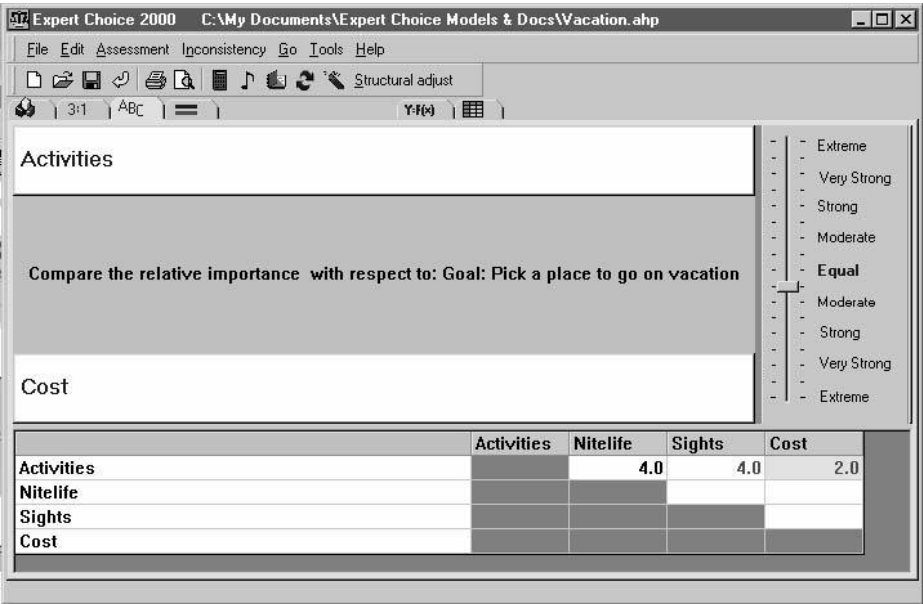 Expert Choice 2000 C:\My Documents\Expert Choice Models & Docs\Vacation.ahp
File Edit Assessment Inconsistency Go Tools Help
Structural adjust
3:1 ABC Y=F(x)
Activities
Compare the relative importance with respect to: Goal: Pick a place to go on vacation
Cost
Extreme
Very Strong
Strong
Moderate
Equal
Moderate
Strong
Very Strong
Extreme
Activities Nitelife Sights Cost
Activities 4.0 4.0 2.0
Nitelife
Sights
Cost